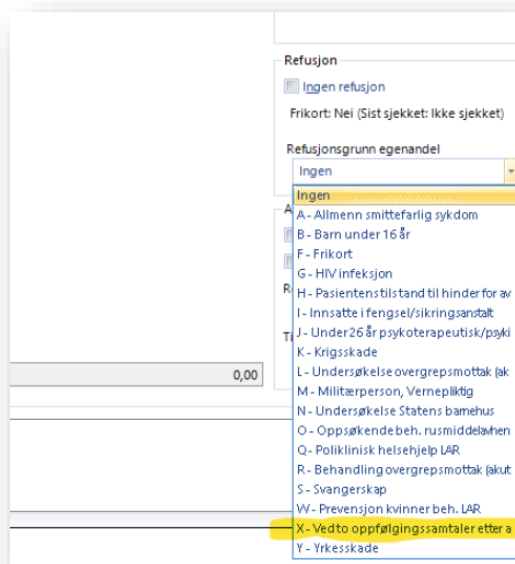 Refusjon
Ingen refusjon
Frikort: Nei (Sist sjekket: Ikke sjekket)
Refusjonsgrunn egenandel
Ingen
Ingen
A
A - Allmenn smittefarlig sykdom
B - Barn under 16 år
F - Frikort
G - HIV infeksjon
H - Pasientens tilstand til hinder for av
R
I - Innsatte i fengsel/sikringsanstalt
J - Under 26 år psykoterapeutisk/psyki
Ti
K - Krigsskade
0,00
L - Undersøkelse overgrepsmottak (ak
M - Militærperson, Vernepliktig
N - Undersøkelse Statens barnehus
O - Oppsøkende beh. rusmiddelavhen
Q - Poliklinisk helsehjelp LAR
R - Behandling overgrepsmottak (akut
S - Svangerskap
W - Prevensjon kvinner beh. LAR
X - Ved to oppfølgingssamtaler etter a
Y - Yrkesskade